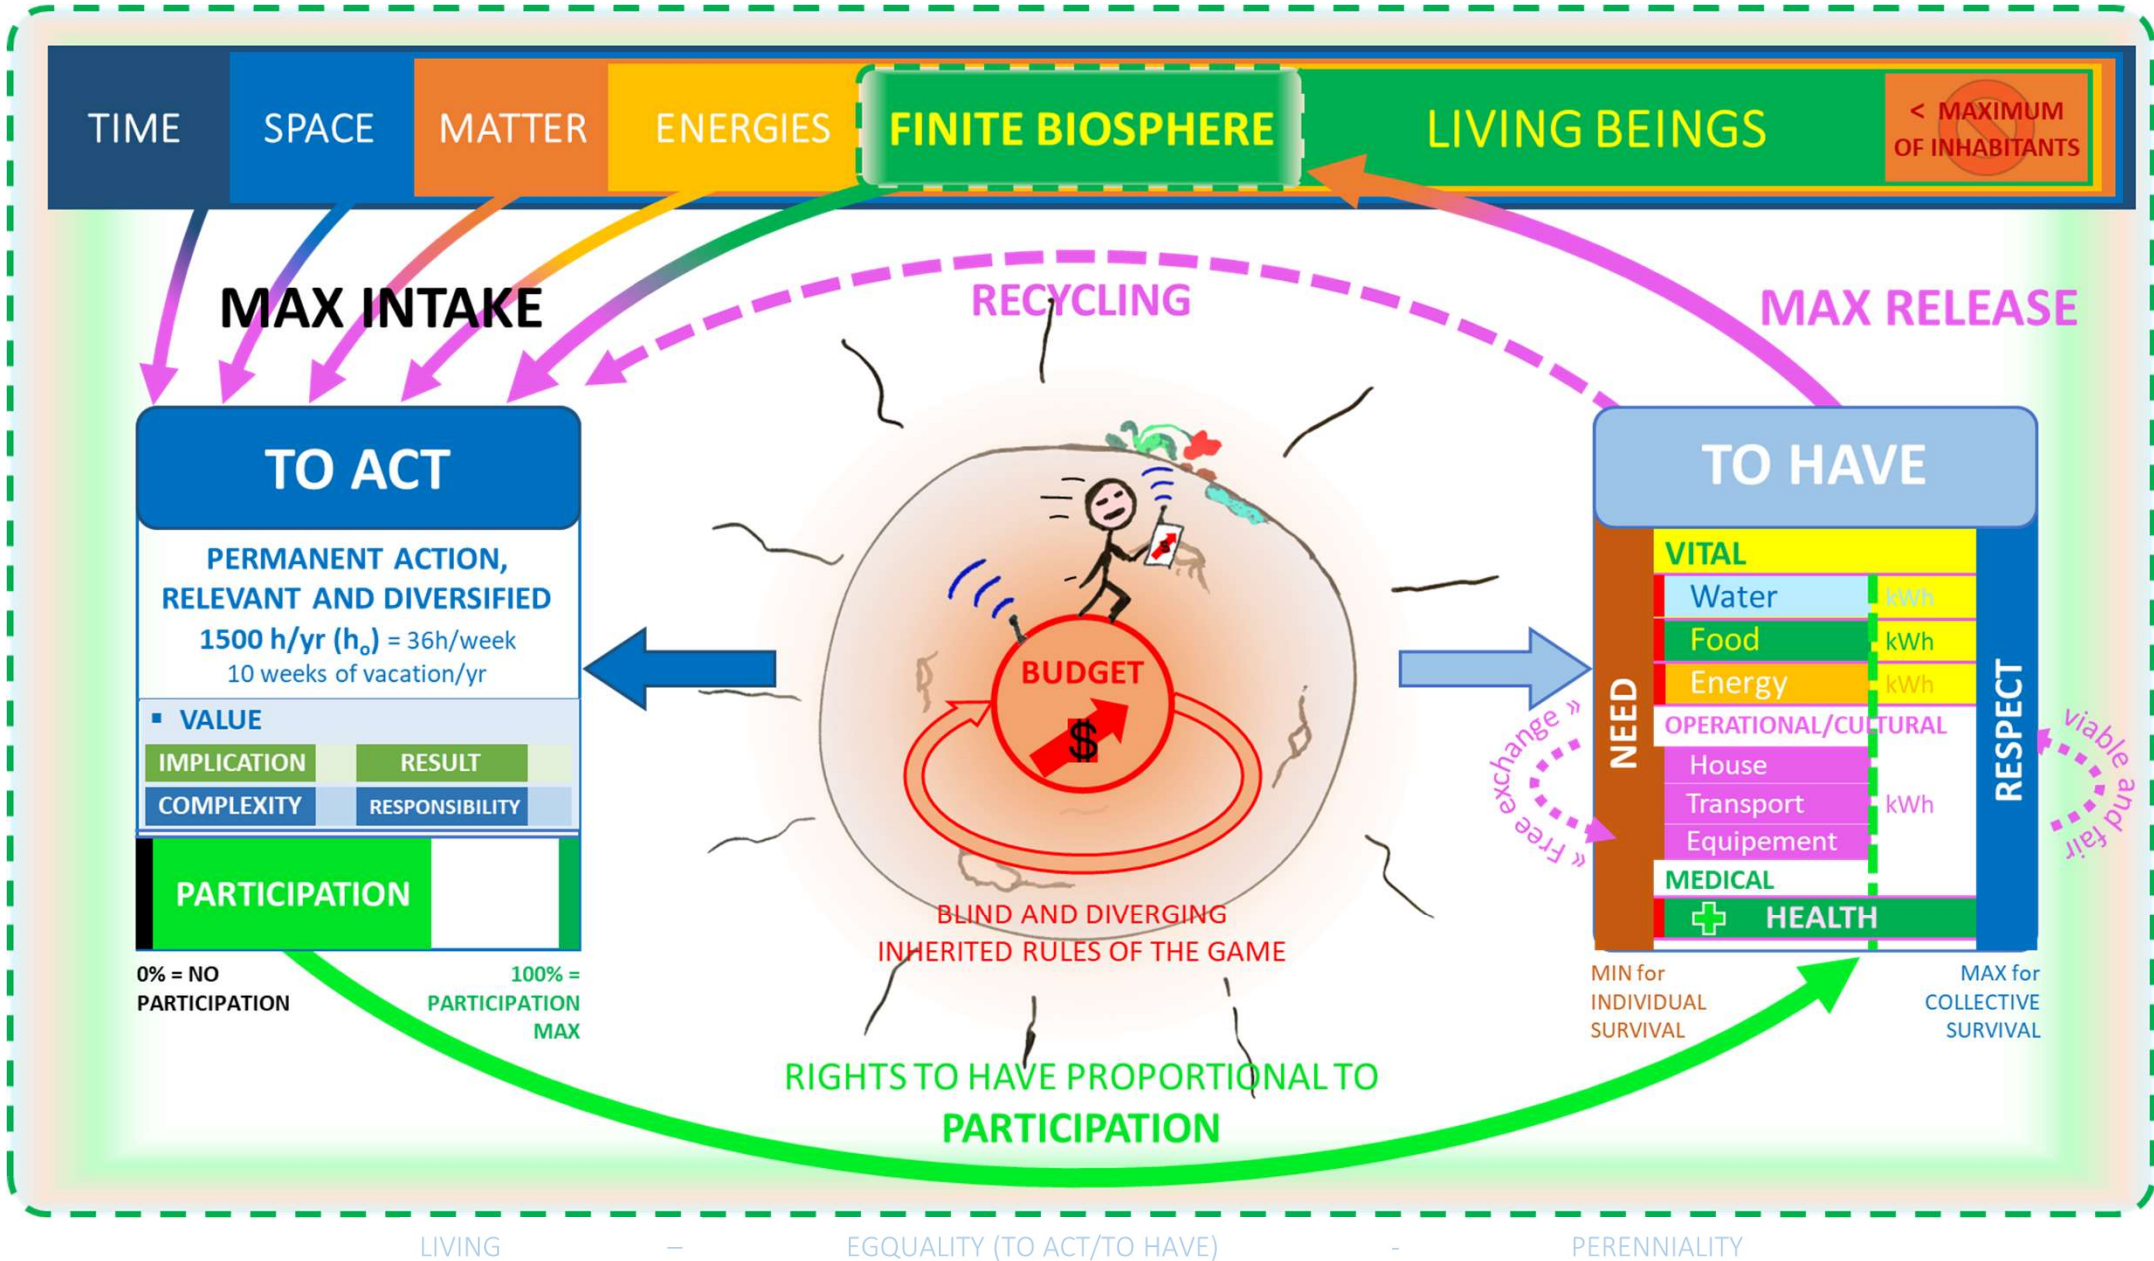 TIME
SPACE
MATTER
ENERGIES
FINITE BIOSPHERE
LIVING BEINGS
< MAXIMUM
OF INHABITANTS
MAX INTAKE
RECYCLING
MAX RELEASE
TO ACT
PERMANENT ACTION,
RELEVANT AND DIVERSIFIED
1500 h/yr (hₒ) = 36h/week
10 weeks of vacation/yr
▪ VALUE
IMPLICATION
RESULT
COMPLEXITY
RESPONSIBILITY
PARTICIPATION
0% = NO
PARTICIPATION
100% =
PARTICIPATION
MAX
BUDGET
$
BLIND AND DIVERGING
INHERITED RULES OF THE GAME
RIGHTS TO HAVE PROPORTIONAL TO
PARTICIPATION
TO HAVE
NEED
VITAL
Water
kWh
Food
kWh
Energy
kWh
OPERATIONAL/CULTURAL
House
Transport
kWh
Equipement
MEDICAL
HEALTH
RESPECT
« Free exchange »
viable and fair
MIN for
INDIVIDUAL
SURVIVAL
MAX for
COLLECTIVE
SURVIVAL
LIVING – EGQUALITY (TO ACT/TO HAVE) - PERENNIALITY